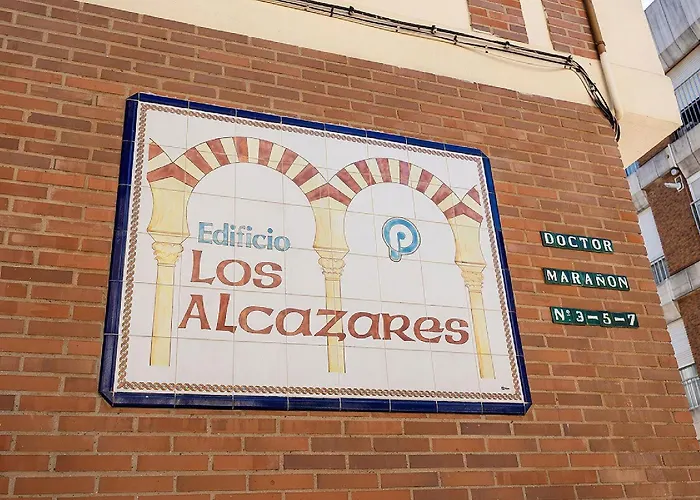 Edificio
LOS
ALCAZARES
P
DOCTOR
MARAÑON
Nº 3-5-7